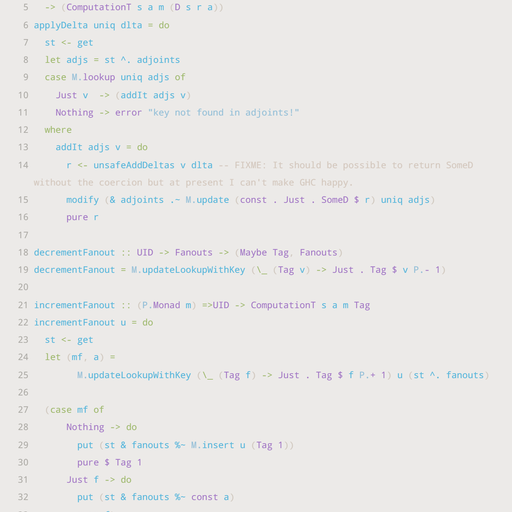 5 -> (ComputationT s a m (D s r a))
6 applyDelta uniq dlta = do
7 st <- get
8 let adjs = st ^. adjoints
9 case M.lookup uniq adjs of
10 Just v -> (addIt adjs v)
11 Nothing -> error "key not found in adjoints!"
12 where
13 addIt adjs v = do
14 r <- unsafeAddDeltas v dlta -- FIXME: It should be possible to return SomeD
without the coercion but at present I can't make GHC happy.
15 modify (& adjoints .~ M.update (const . Just . SomeD $ r) uniq adjs)
16 pure r
17
18 decrementFanout :: UID -> Fanouts -> (Maybe Tag, Fanouts)
19 decrementFanout = M.updateLookupWithKey (\_ (Tag v) -> Just . Tag $ v P.- 1)
20
21 incrementFanout :: (P.Monad m) =>UID -> ComputationT s a m Tag
22 incrementFanout u = do
23 st <- get
24 let (mf, a) =
25 M.updateLookupWithKey (\_ (Tag f) -> Just . Tag $ f P.+ 1) u (st ^. fanouts)
26
27 (case mf of
28 Nothing -> do
29 put (st & fanouts %~ M.insert u (Tag 1))
30 pure $ Tag 1
31 Just f -> do
32 put (st & fanouts %~ const a)